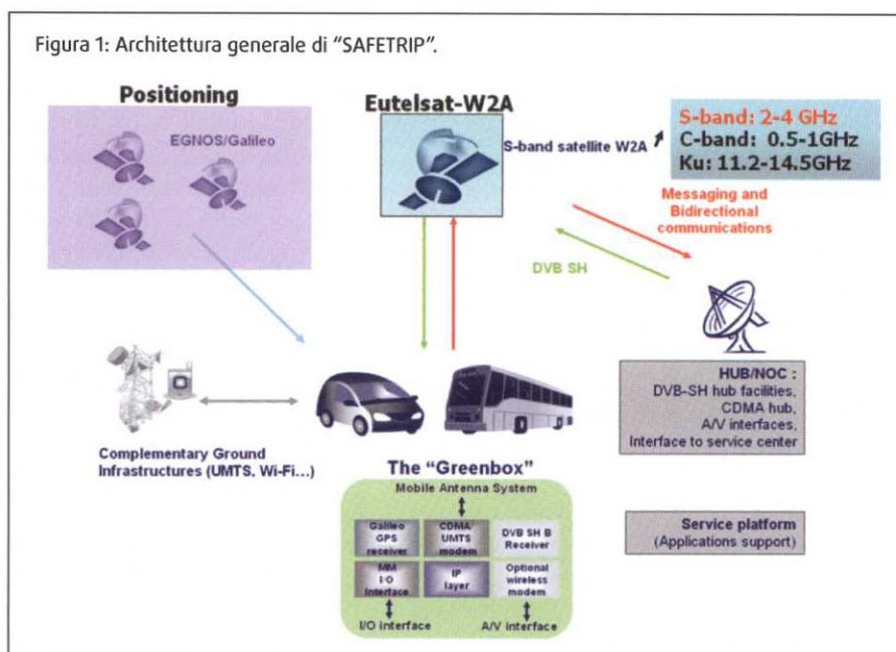 Figura 1: Architettura generale di “SAFETRIP”.
Positioning
EGNOS/Galileo
Eutelsat-W2A
S-band satellite W2A
S-band: 2-4 GHz
C-band: 0.5-1GHz
Ku: 11.2-14.5GHz
Messaging and
Bidirectional
communications
DVB SH
HUB/NOC :
DVB-SH hub facilities,
CDMA hub,
A/V interfaces,
Interface to service center
Complementary Ground
Infrastructures (UMTS, Wi-Fi...)
The “Greenbox”
Mobile Antenna System
Galileo
GPS
receiver
CDMA/
UMTS
modem
DVB SH B
Receiver
MM
I/O
Interface
IP
layer
Optional
wireless
modem
I/O interface
A/V interface
Service platform
(Applications support)